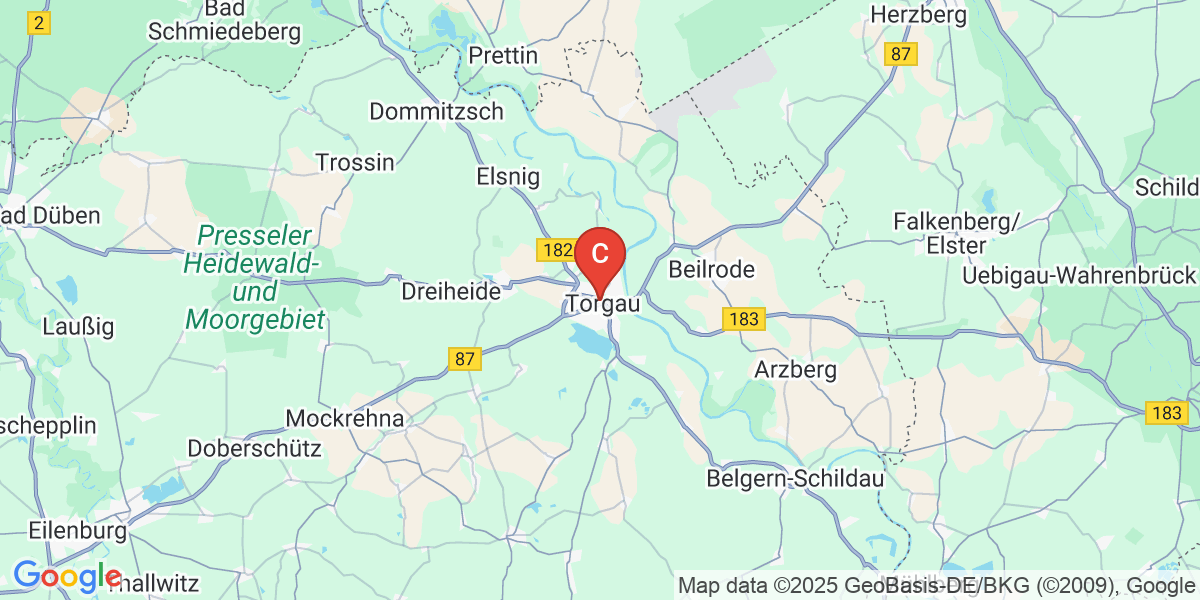 Bad
Schmiedeberg
Herzberg
2
Prettin
87
Dommitzsch
Trossin
Elsnig
Schild
ad Düben
Falkenberg/
Elster
Presseler
Heidewald-
und
Moorgebiet
182
C
Beilrode
Uebigau-Wahrenbrück
Dreiheide
Torgau
Laußig
183
87
Arzberg
183
Mockrehna
schepplin
Doberschütz
Belgern-Schildau
Eilenburg
Google
Thallwitz
Map data ©2025 GeoBasis-DE/BKG (©2009), Google